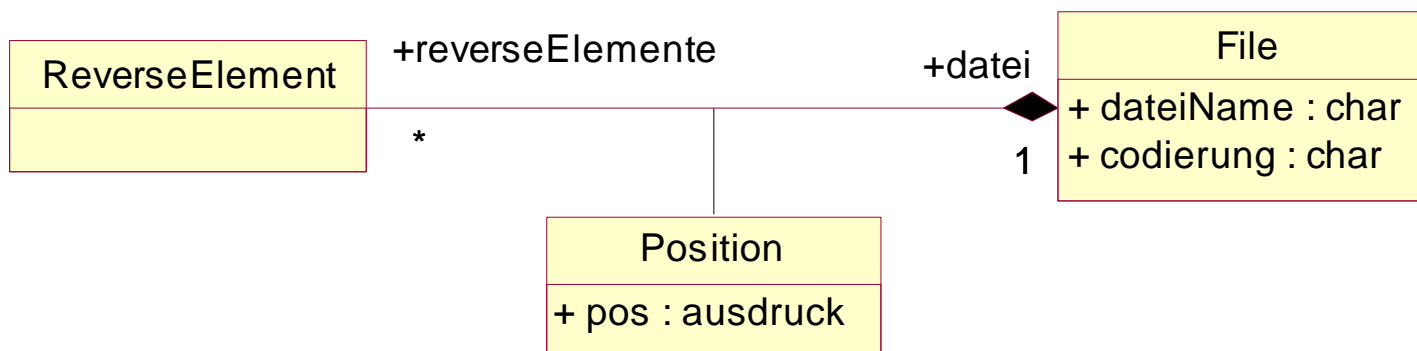 ReverseElement
+reverseElemente
*
+datei
1
File
+ dateiName : char
+ codierung : char
Position
+ pos : ausdruck